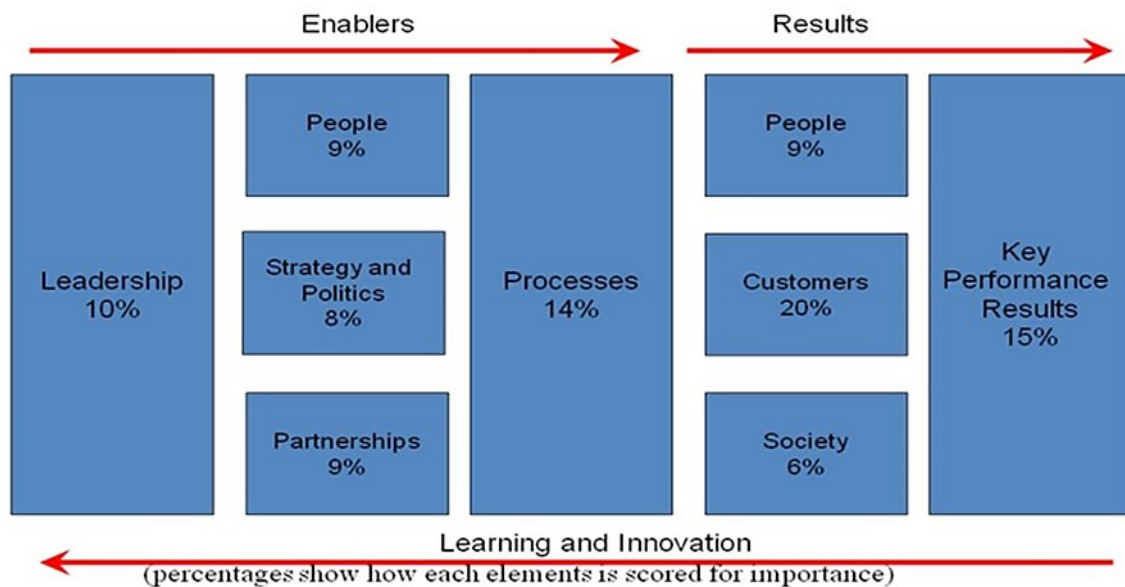 Enablers
Results
Leadership
10%
People
9%
Strategy and
Politics
8%
Partnerships
9%
Processes
14%
People
9%
Customers
20%
Society
6%
Key
Performance
Results
15%
Learning and Innovation
(percentages show how each elements is scored for importance)